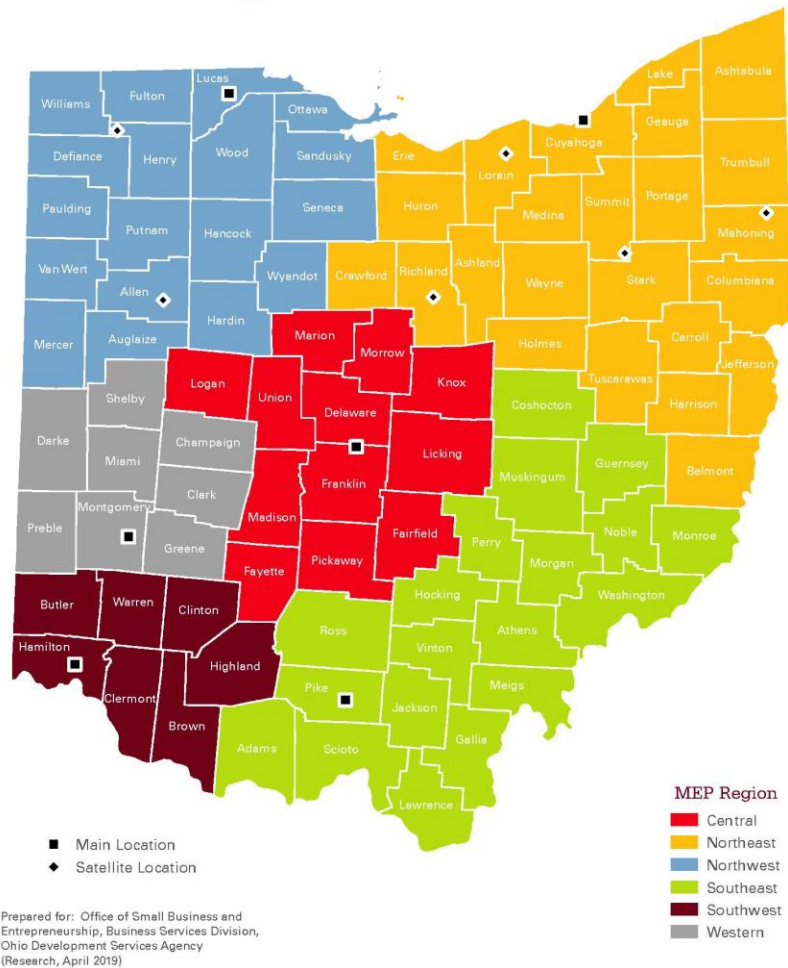 Lake
Ashtabula
Lucas
Williams
Fulton
Ottawa
Geauga
Cuyahoga
Wood
Defiance
Henry
Sandusky
Erie
Lorain
Trumbull
Paulding
Seneca
Huron
Medina
Summit
Portage
Putnam
Hancock
Mahoning
Van Wert
Allen
Wyandot
Crawford
Richland
Ashland
Wayne
Stark
Columbiana
Mercer
Auglaize
Hardin
Marion
Morrow
Holmes
Carroll
Jefferson
Tuscarawas
Logan
Union
Knox
Shelby
Delaware
Coshocton
Harrison
Darke
Champaign
Miami
Licking
Guernsey
Muskingum
Belmont
Clark
Franklin
Montgomery
Madison
Preble
Greene
Fairfield
Perry
Noble
Monroe
Fayette
Pickaway
Morgan
Butler
Warren
Clinton
Hocking
Washington
Ross
Athens
Hamilton
Vinton
Highland
Clermont
Pike
Meigs
Jackson
Brown
Gallia
Adams
Scioto
Lawrence
MEP Region
Central
Northeast
Northwest
Southeast
Southwest
Western
Main Location
Satellite Location
Prepared for: Office of Small Business and
Entrepreneurship, Business Services Division,
Ohio Development Services Agency
(Research, April 2019)